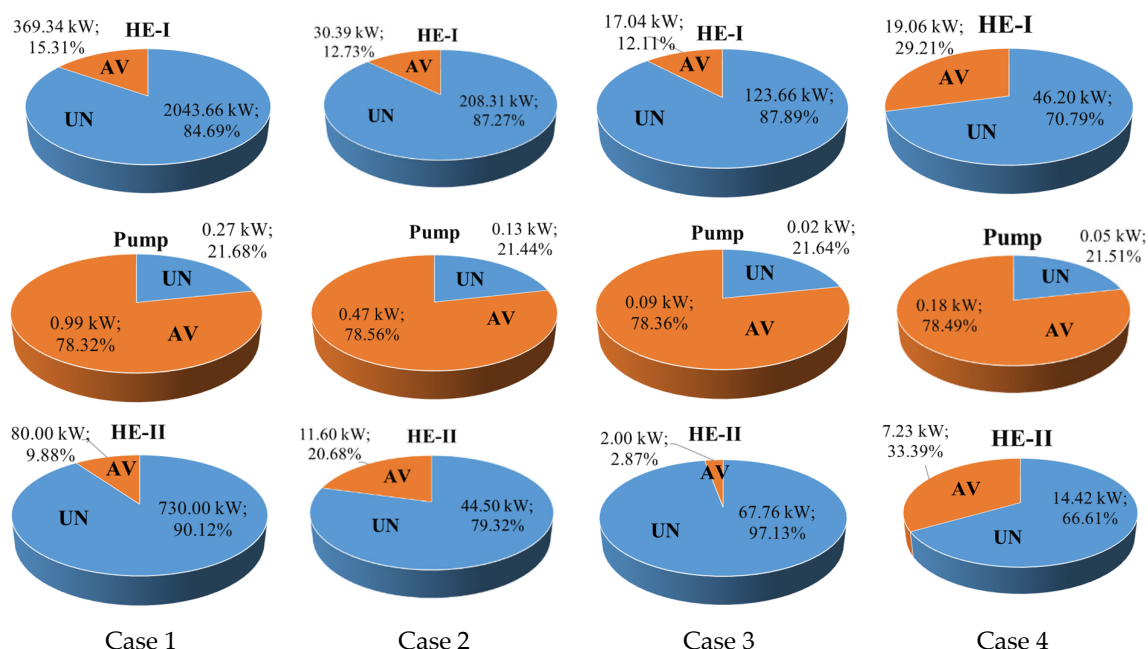 369.34 kW;
15.31%
HE-I
AV
UN
2043.66 kW;
84.69%
30.39 kW;
12.73%
HE-I
AV
UN
208.31 kW;
87.27%
17.04 kW;
12.11%
HE-I
AV
UN
123.66 kW;
87.89%
19.06 kW;
29.21%
HE-I
AV
UN
46.20 kW;
70.79%
Pump
0.27 kW;
21.68%
UN
0.99 kW;
78.32%
AV
Pump
0.13 kW;
21.44%
UN
0.47 kW;
78.56%
AV
Pump
0.02 kW;
21.64%
UN
0.09 kW;
78.36%
AV
Pump
0.05 kW;
21.51%
UN
0.18 kW;
78.49%
AV
80.00 kW;
9.88%
HE-II
AV
UN
730.00 kW;
90.12%
11.60 kW;
20.68%
HE-II
AV
UN
44.50 kW;
79.32%
2.00 kW;
2.87%
HE-II
AV
UN
67.76 kW;
97.13%
7.23 kW;
33.39%
HE-II
AV
UN
14.42 kW;
66.61%
Case 1
Case 2
Case 3
Case 4